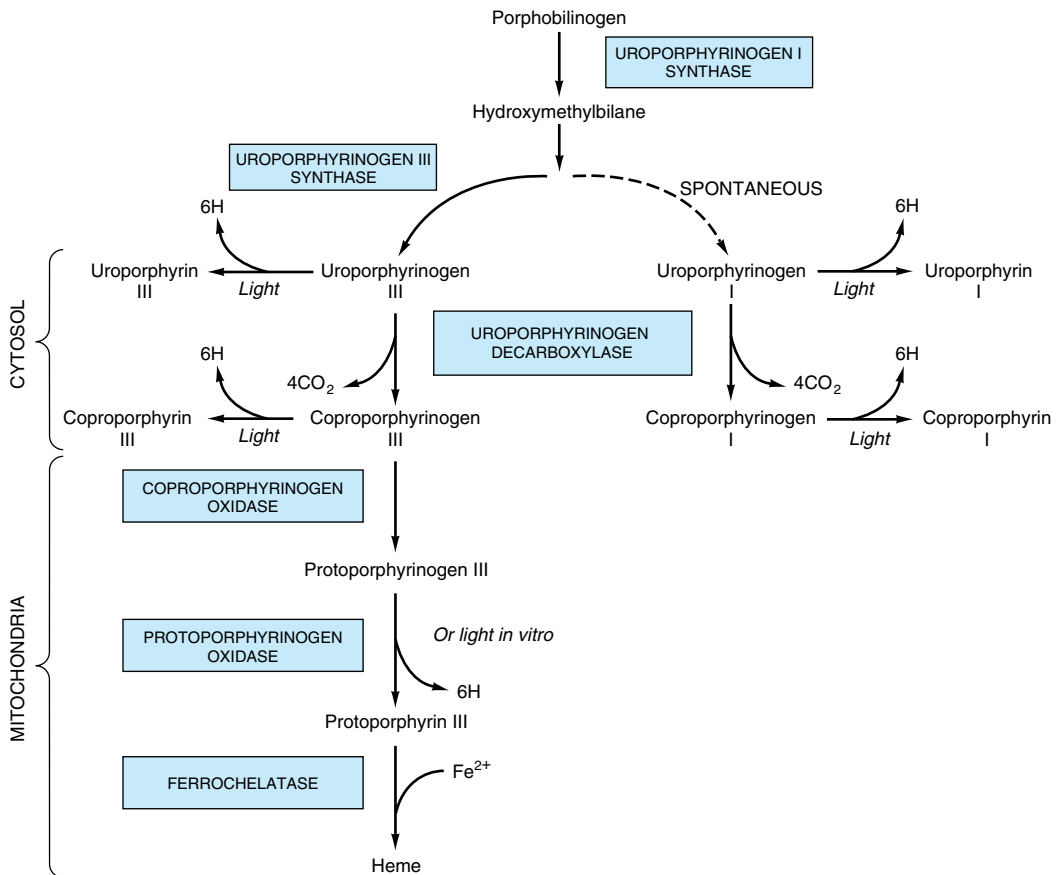 Porphobilinogen
UROPORPHYRINOGEN I
SYNTHASE
Hydroxymethylbilane
UROPORPHYRINOGEN III
SYNTHASE
SPONTANEOUS
6H
6H
Uroporphyrin
III
Light
Uroporphyrinogen
III
Uroporphyrinogen
I
Light
Uroporphyrin
I
CYTOSOL
UROPORPHYRINOGEN
DECARBOXYLASE
6H
4CO2
4CO2
6H
Coproporphyrin
III
Light
Coproporphyrinogen
III
Coproporphyrinogen
I
Light
Coproporphyrin
I
COPROPORPHYRINOGEN
OXIDASE
Protoporphyrinogen III
MITOCHONDRIA
PROTOPORPHYRINOGEN
OXIDASE
Or light in vitro
6H
Protoporphyrin III
FERROCHELATASE
Fe2+
Heme